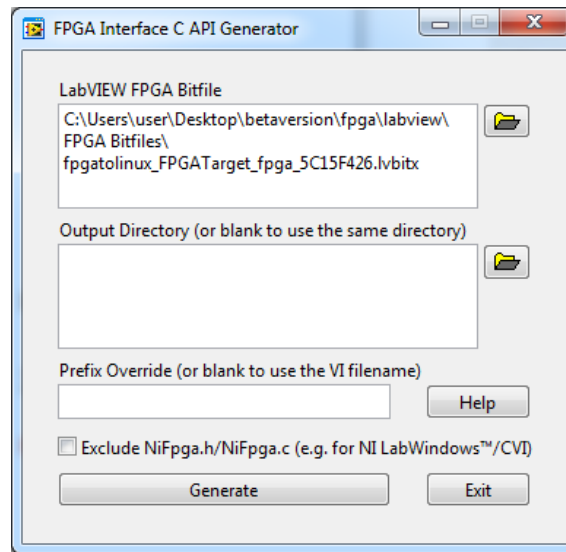 FPGA Interface C API Generator
LabVIEW FPGA Bitfile
C:\Users\user\Desktop\betaversion\fpga\labview\
FPGA Bitfiles\
fpgatolinux_FPGATarget_fpga_5C15F426.lvbitx
Output Directory (or blank to use the same directory)
Prefix Override (or blank to use the VI filename)
Help
Exclude NiFpga.h/NiFpga.c (e.g. for NI LabWindows™/CVI)
Generate Exit